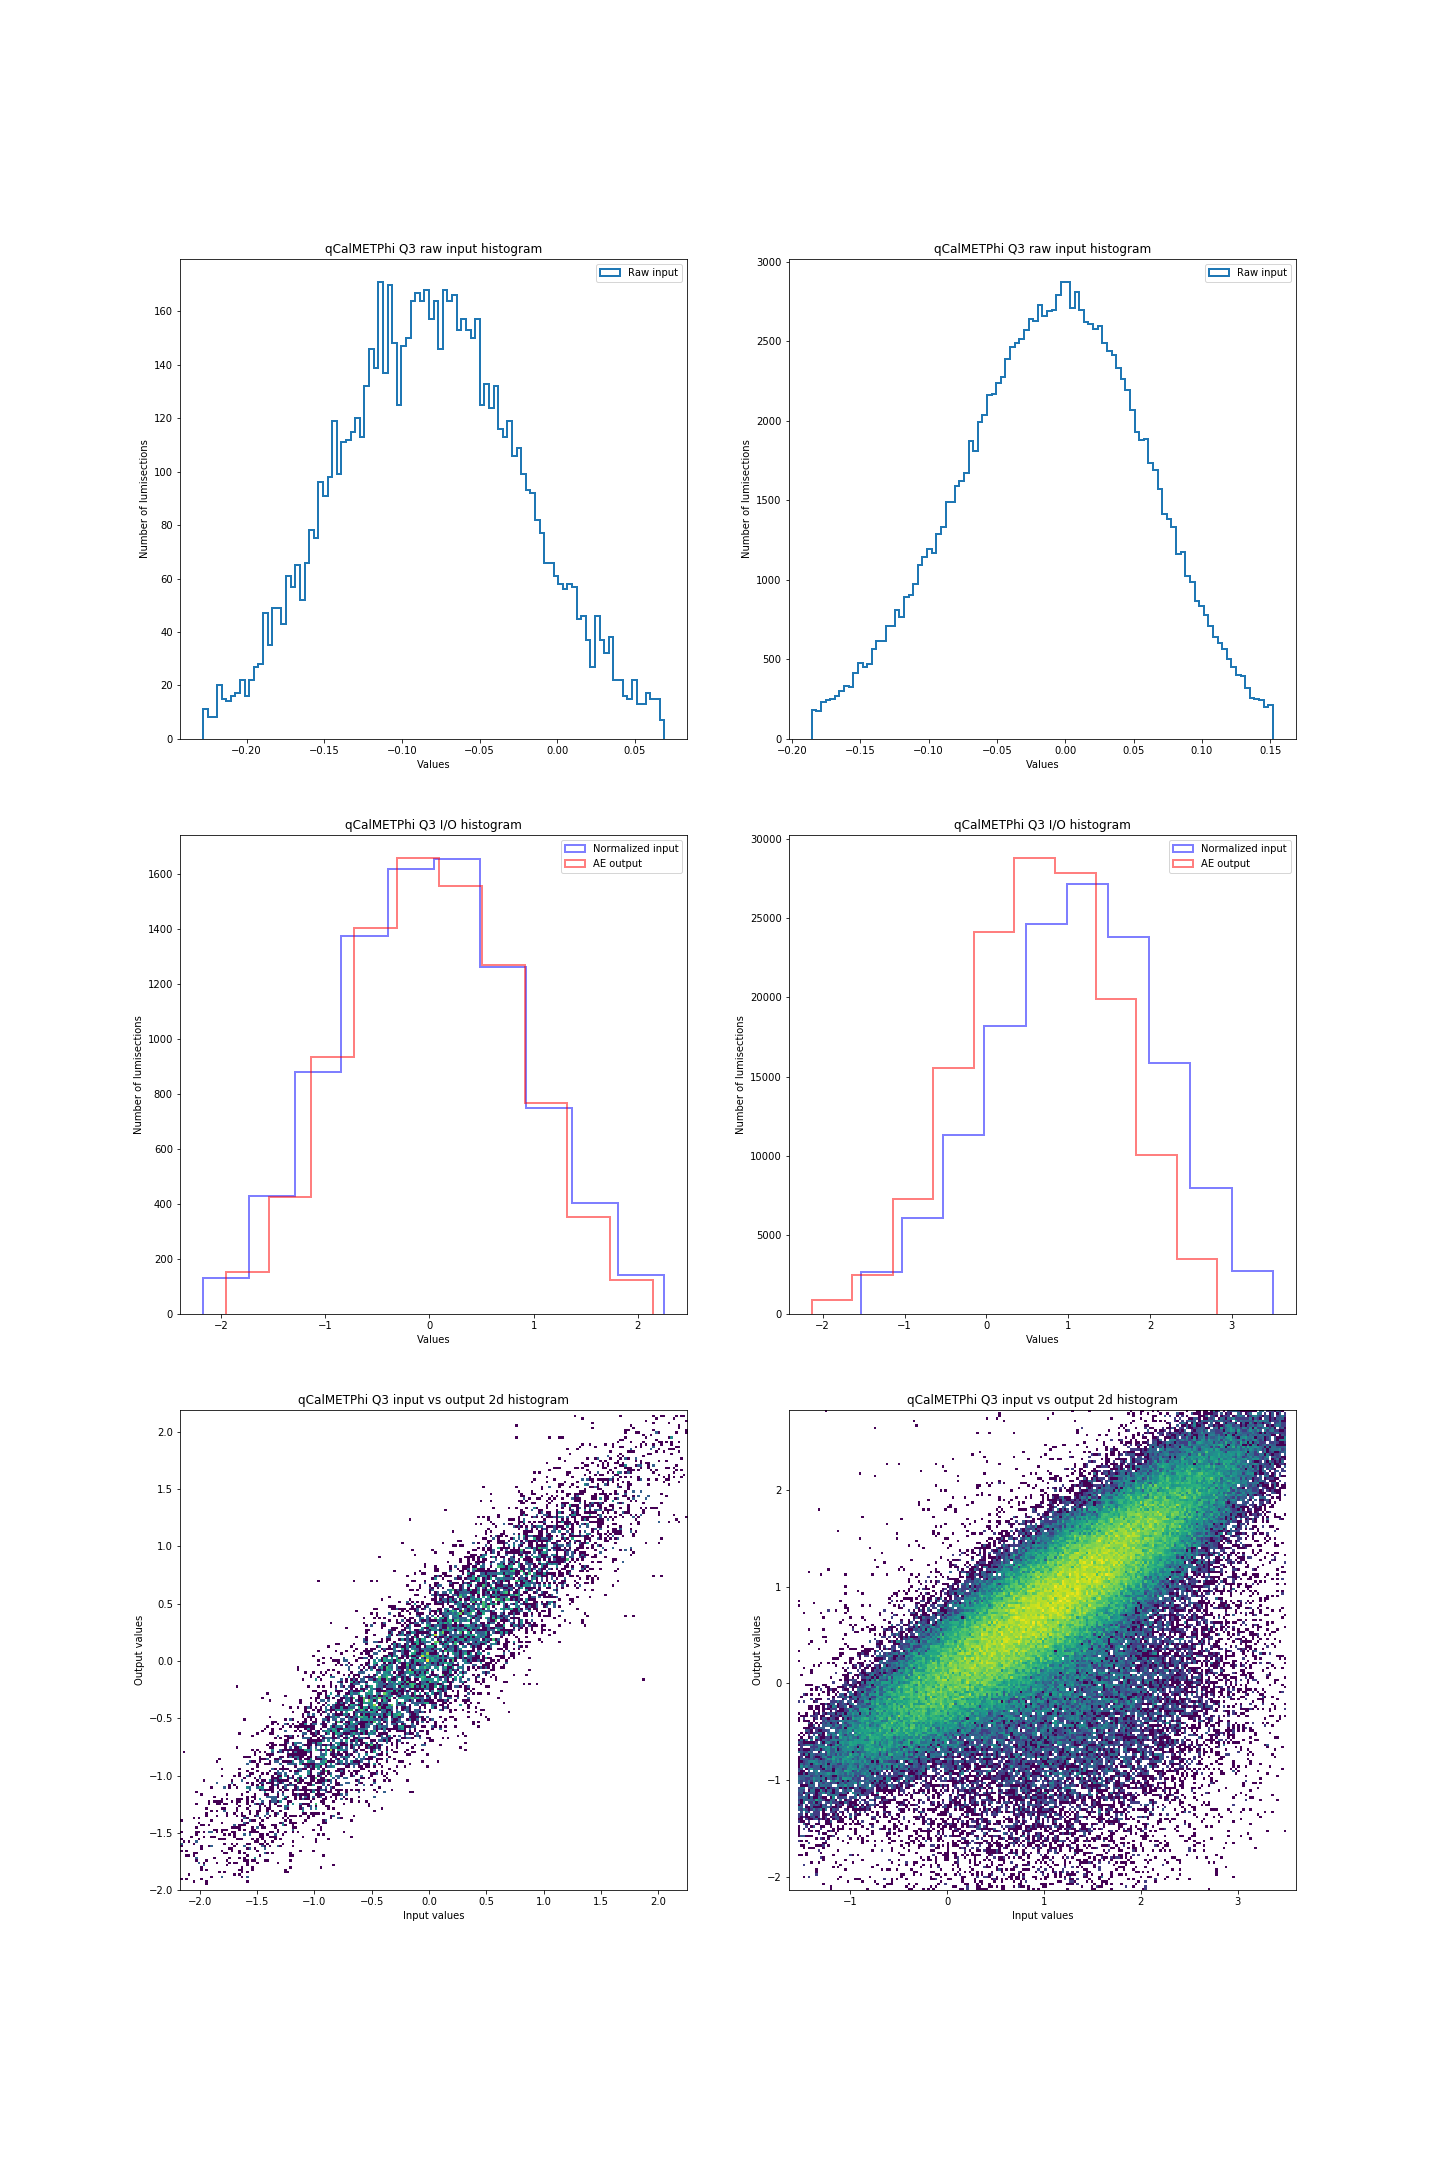 qCalMETPhi Q3 raw input histogram
Raw input
160
140
120
100
80
60
40
20
0
Number of lumisections
−0.20 −0.15 −0.10 −0.05 0.00 0.05
Values
qCalMETPhi Q3 raw input histogram
Raw input
3000
2500
2000
1500
1000
500
0
Number of lumisections
−0.20 −0.15 −0.10 −0.05 0.00 0.05 0.10 0.15
Values
qCalMETPhi Q3 I/O histogram
Normalized input
AE output
1600
1400
1200
1000
800
600
400
200
0
Number of lumisections
−2 −1 0 1 2
Values
qCalMETPhi Q3 I/O histogram
Normalized input
AE output
30000
25000
20000
15000
10000
5000
0
Number of lumisections
−2 −1 0 1 2 3
Values
qCalMETPhi Q3 input vs output 2d histogram
2.0
1.5
1.0
0.5
0.0
−0.5
−1.0
−1.5
−2.0
Output values
−2.0 −1.5 −1.0 −0.5 0.0 0.5 1.0 1.5 2.0
Input values
qCalMETPhi Q3 input vs output 2d histogram
2
1
0
−1
−2
Output values
−1 0 1 2 3
Input values